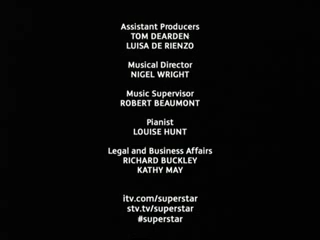 Assistant Producers
TOM DEARDEN
LUISA DE RIENZO
Musical Director
NIGEL WRIGHT
Music Supervisor
ROBERT BEAUMONT
Pianist
LOUISE HUNT
Legal and Business Affairs
RICHARD BUCKLEY
KATHY MAY
itv.com/superstar
stv.tv/superstar
#superstar